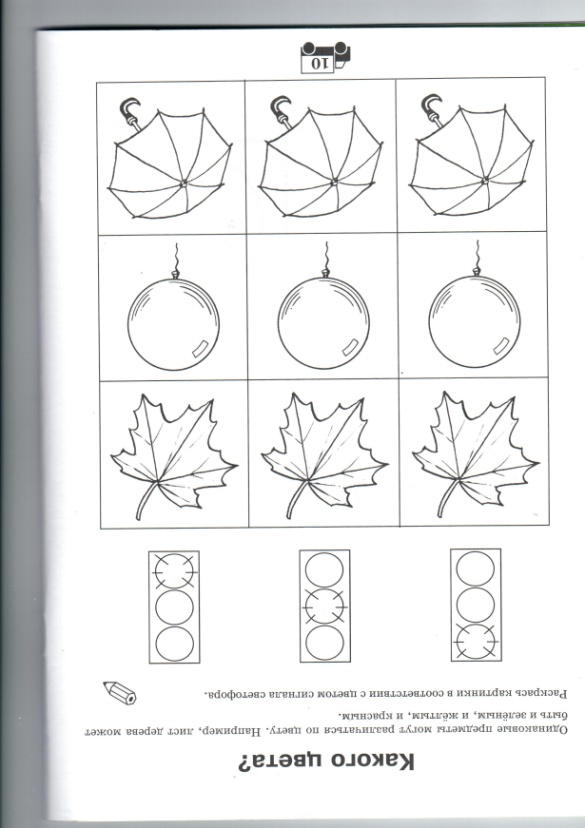 Какого цвета?
Одинаковые предметы могут различаться по цвету. Например, лист дерева может
быть и зелёным, и жёлтым, и красным.
Раскрась картинки в соответствии с цветом сигнала светофора.
10